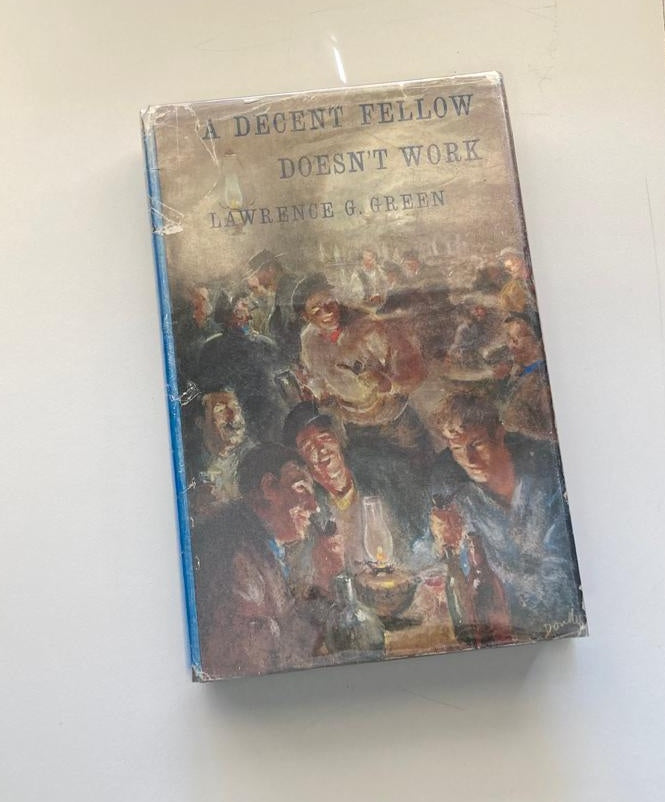 A DECENT FELLOW
DOESN'T WORK
LAWRENCE G. GREEN